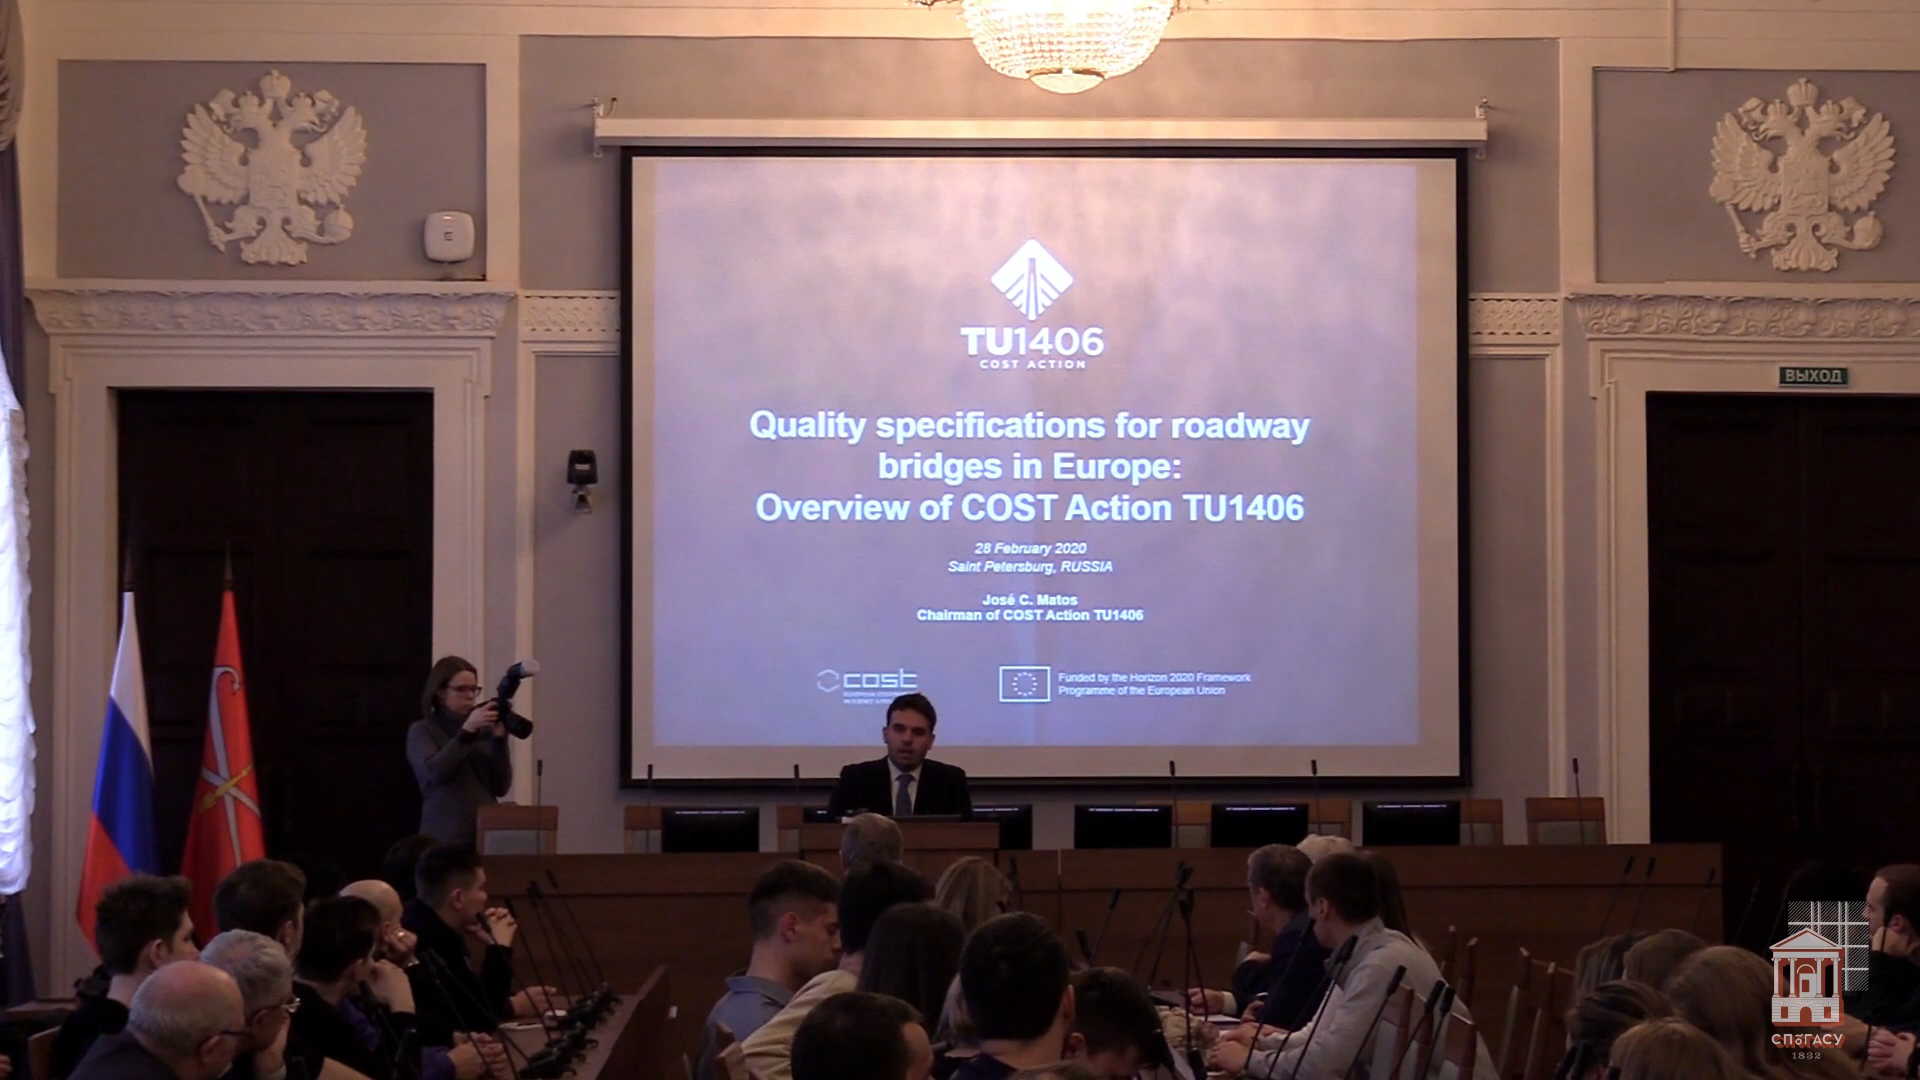 TU1406
COST ACTION
ВЫХОД
Quality specifications for roadway
bridges in Europe:
Overview of COST Action TU1406
28 February 2020
Saint Petersburg, RUSSIA
José C. Matos
Chairman of COST Action TU1406
cost
Funded by the Horizon 2020 Framework
Programme of the European Union
СПбГАСУ
1832